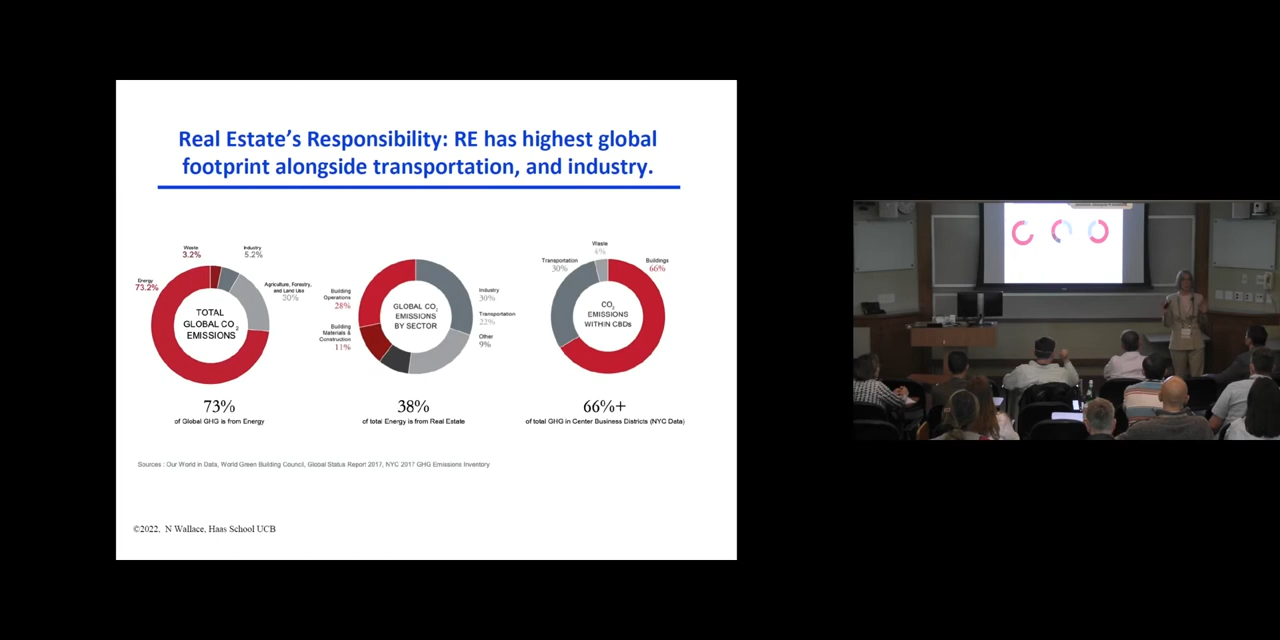 Real Estate's Responsibility: RE has highest global
footprint alongside transportation, and industry.
Waste
3.2%
Industry
5.2%
Energy
73.2%
Agriculture, Forestry,
and Land Use
20%
TOTAL
GLOBAL CO2
EMISSIONS
73%
of Global GHG is from Energy
Building
Operations
28%
Building
Materials &
Construction
11%
GLOBAL CO2
EMISSIONS
BY SECTOR
Industry
30%
Transportation
22%
Other
9%
38%
of total Energy is from Real Estate
Waste
4%
Transportation
30%
Buildings
66%
CO2
EMISSIONS
WITHIN CBDs
66%+
of total GHG in Center Business Districts (NYC Data)
Sources : Our World in Data, World Green Building Council, Global Status Report 2017, NYC 2017 GHG Emissions Inventory
©2022, N Wallace, Haas School UCB